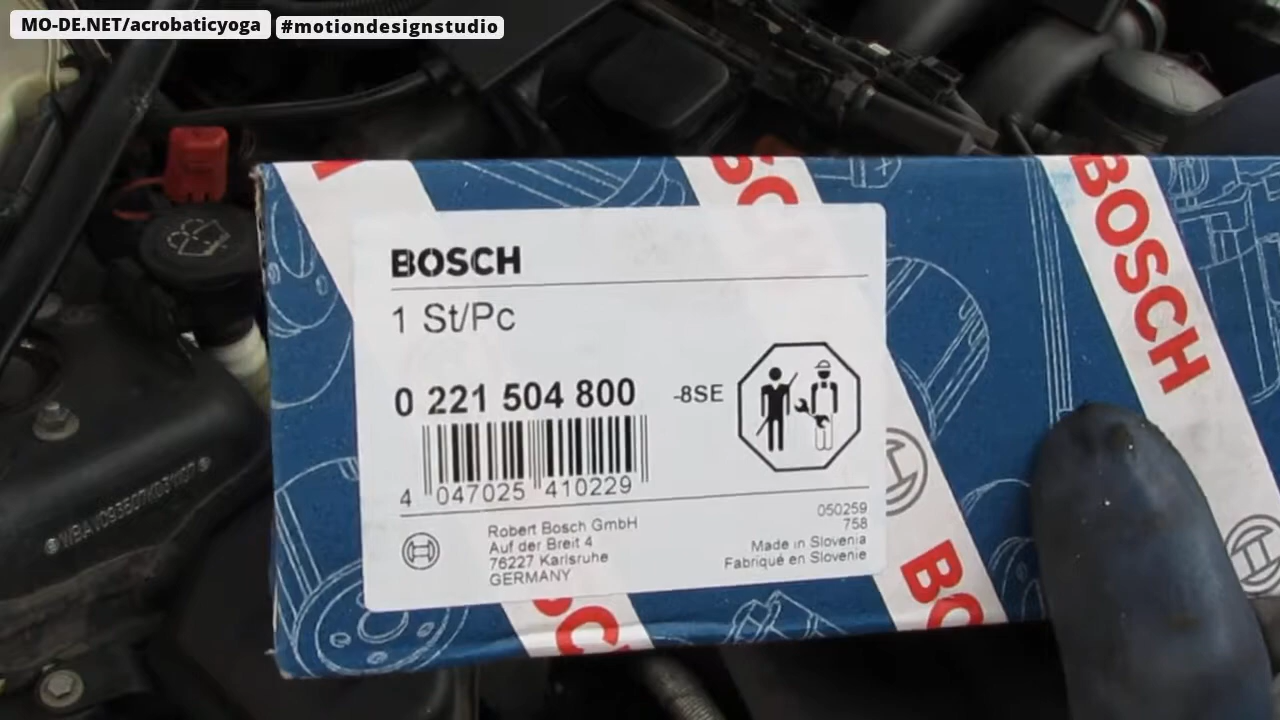 MO-DE.NET/acrobaticyoga #motiondesignstudio
BOSCH
BOSCH
1 St/Pc
0 221 504 800 -8SE
4 047025 410229
Robert Bosch GmbH
Auf der Breit 4
76227 Karlsruhe
GERMANY
050259
758
Made in Slovenia
Fabriqué en Slovenie